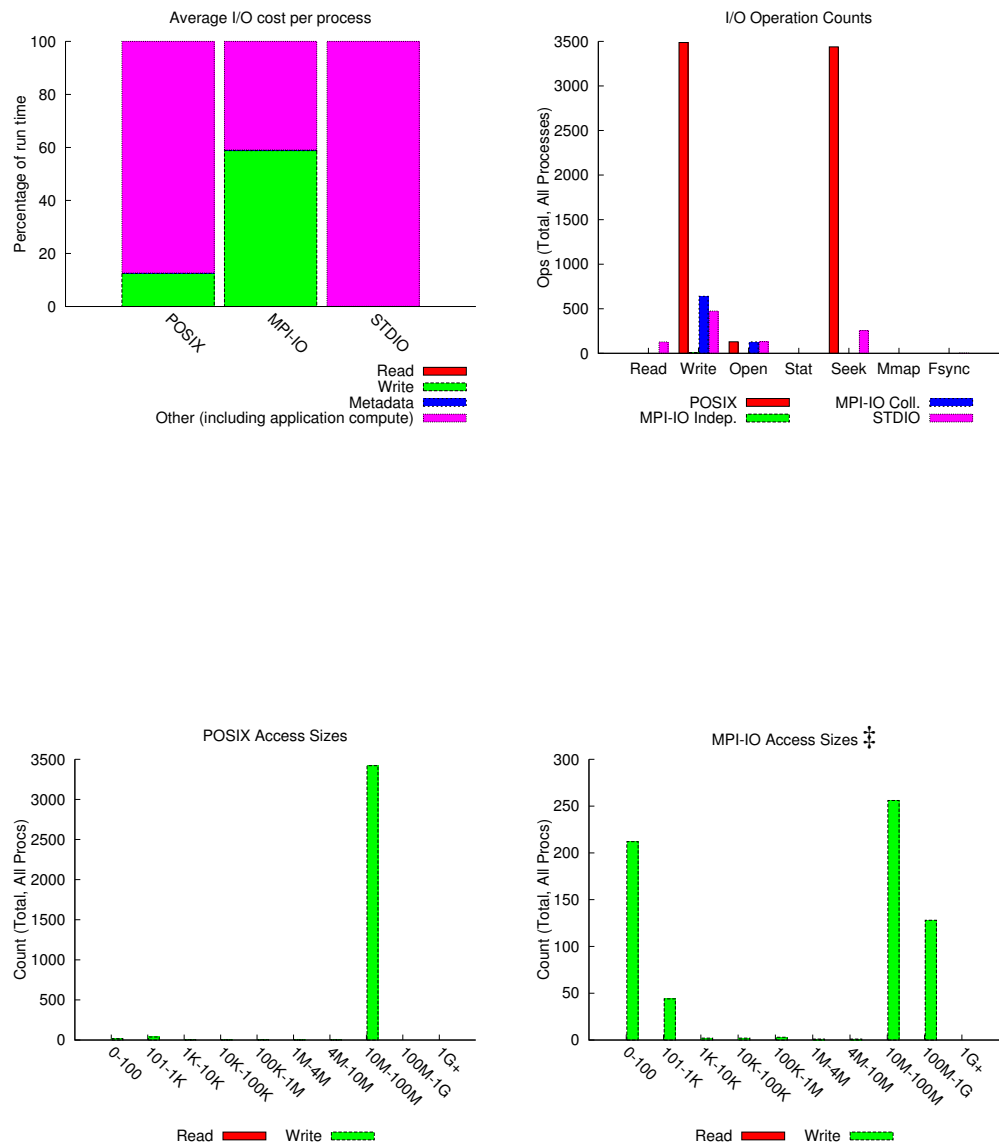 Average I/O cost per process
100
80
60
40
20
0
Percentage of run time
POSIX
MPI-IO
STDIO
Read
Write
Metadata
Other (including application compute)
I/O Operation Counts
3500
3000
2500
2000
1500
1000
500
0
Ops (Total, All Processes)
Read Write Open Stat Seek Mmap Fsync
POSIX
MPI-IO Indep.
MPI-IO Coll.
STDIO
POSIX Access Sizes
3500
3000
2500
2000
1500
1000
500
0
Count (Total, All Procs)
0-100
101-1K
1K-10K
10K-100K
100K-1M
1M-4M
4M-10M
10M-100M
100M-1G
1G+
Read Write
MPI-IO Access Sizes ‡
300
250
200
150
100
50
0
Count (Total, All Procs)
0-100
101-1K
1K-10K
10K-100K
100K-1M
1M-4M
4M-10M
10M-100M
100M-1G
1G+
Read Write